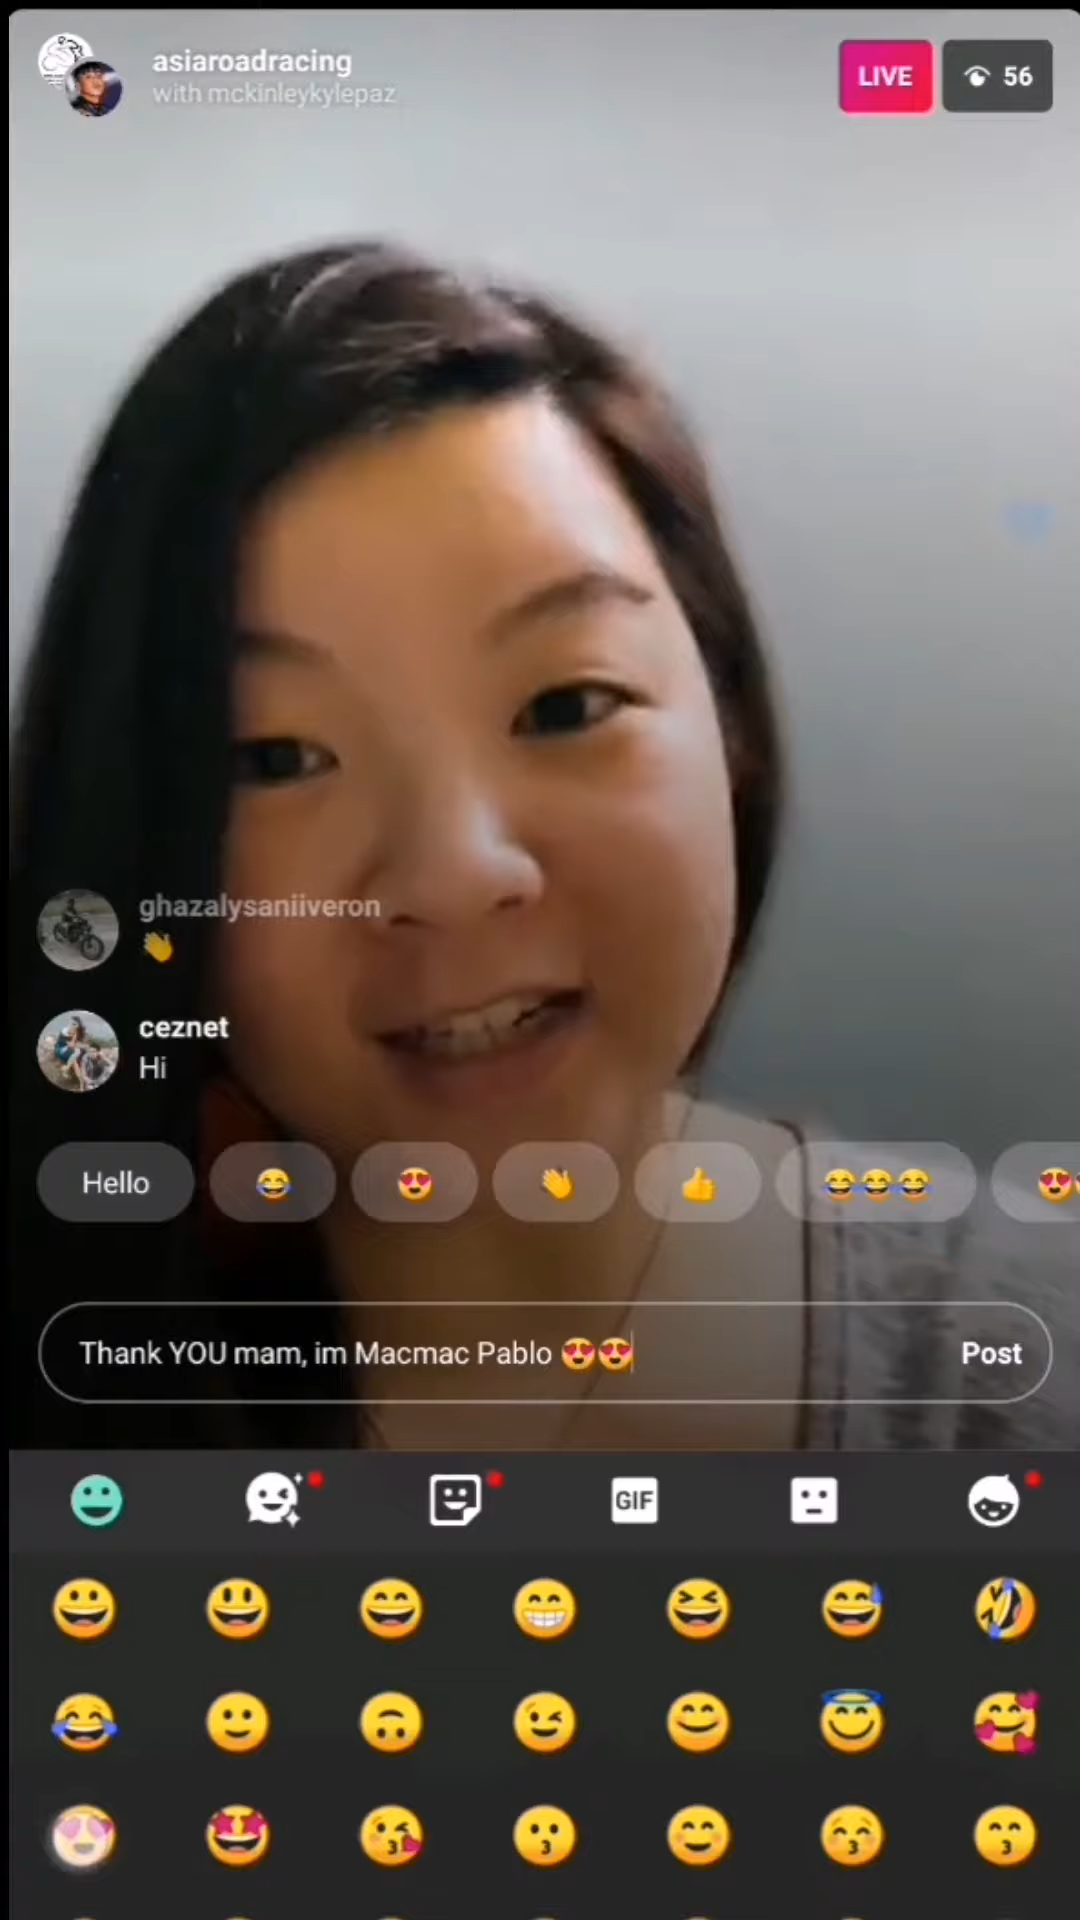 asiaroadracing
with mckinleykylepaz
LIVE
56
ghazalysaniiveron
👋
ceznet
Hi
Hello 😂 😍 👋 👍 😂😂😂 😍
Thank YOU mam, im Macmac Pablo 😍😍
Post
GIF